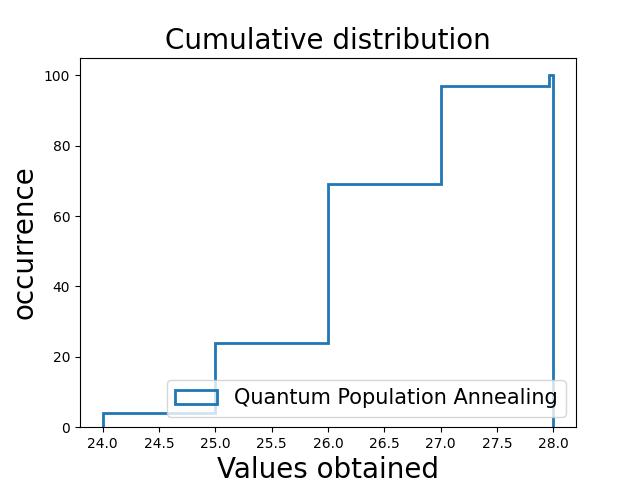 Cumulative distribution
occurrence
100
80
60
40
20
0
Quantum Population Annealing
24.0 24.5 25.0 25.5 26.0 26.5 27.0 27.5 28.0
Values obtained